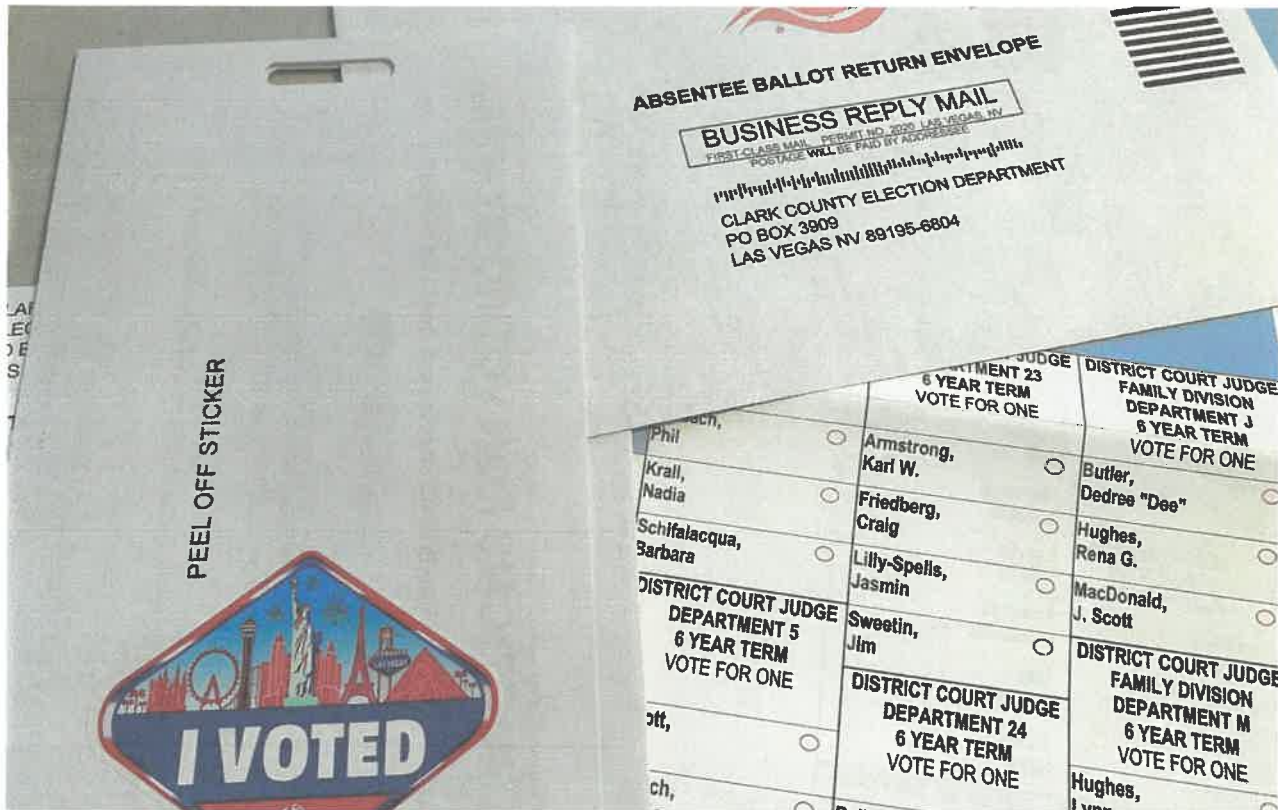 ABSENTEE BALLOT RETURN ENVELOPE
BUSINESS REPLY MAIL
FIRST-CLASS MAIL PERMIT NO. 2020 LAS VEGAS, NV
POSTAGE WILL BE PAID BY ADDRESSEE
CLARK COUNTY ELECTION DEPARTMENT
PO BOX 3909
LAS VEGAS NV 89195-6804
PEEL OFF STICKER
I VOTED
Phil
Krall,
Nadia
Schifalacqua,
Barbara
DISTRICT COURT JUDGE
DEPARTMENT 5
6 YEAR TERM
VOTE FOR ONE
JUDGE
23
6 YEAR TERM
VOTE FOR ONE
Armstrong,
Karl W.
Friedberg,
Craig
Lilly-Spells,
Jasmin
Sweetin,
Jim
DISTRICT COURT JUDGE
DEPARTMENT 24
6 YEAR TERM
VOTE FOR ONE
DISTRICT COURT JUDGE
FAMILY DIVISION
DEPARTMENT J
6 YEAR TERM
VOTE FOR ONE
Butler,
Dedree "Dee"
Hughes,
Rena G.
MacDonald,
J. Scott
DISTRICT COURT JUDGE
FAMILY DIVISION
DEPARTMENT M
6 YEAR TERM
VOTE FOR ONE
Hughes,